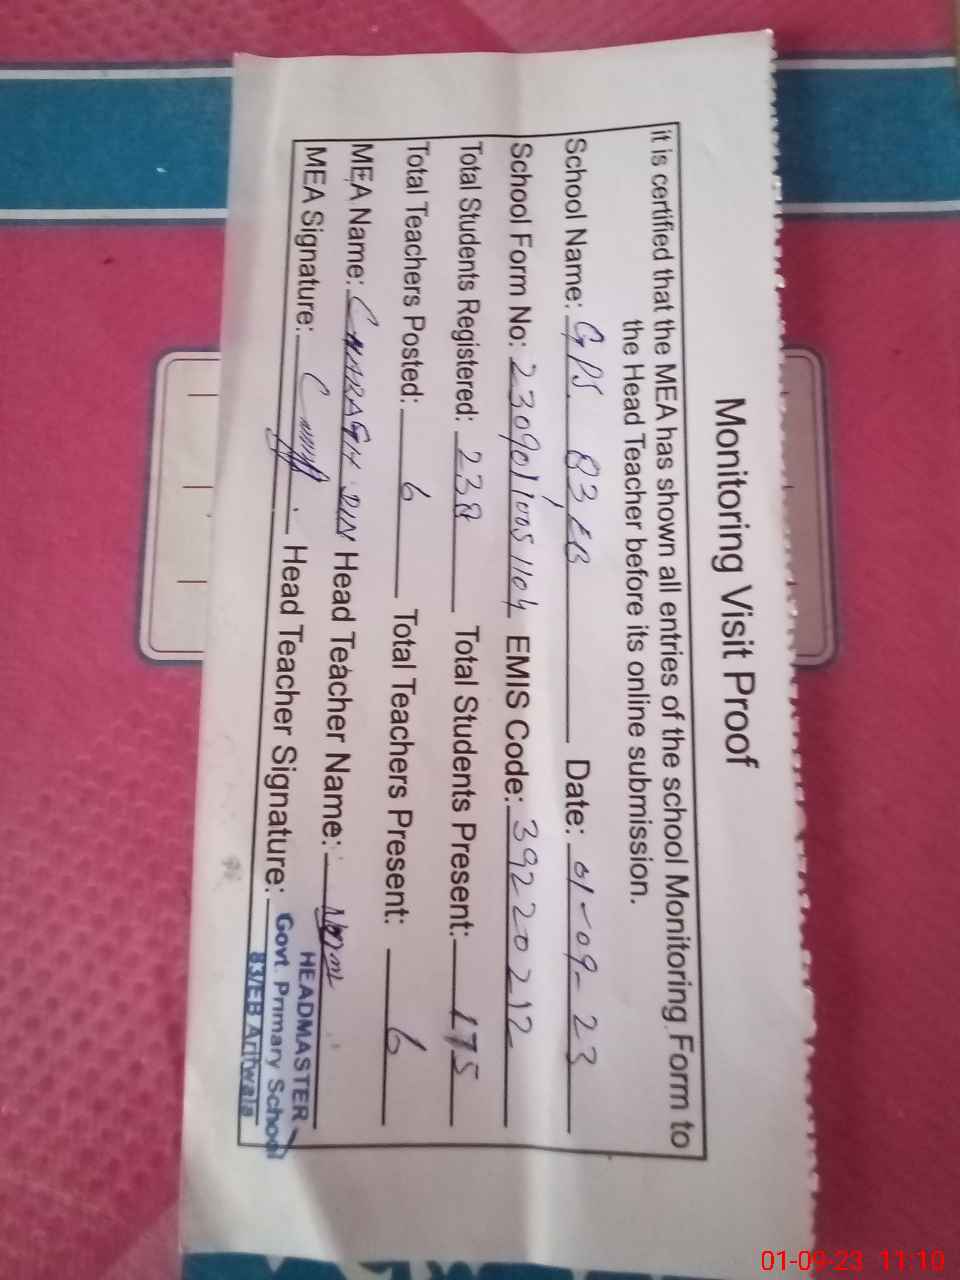 Monitoring Visit Proof
it is certified that the MEA has shown all entries of the school Monitoring Form to
the Head Teacher before its online submission.
School Name: GPS 83/EB Date: 01-09-23
School Form No: 23090110051104 EMIS Code: 39220212
Total Students Registered: 238 Total Students Present: 175
Total Teachers Posted: 6 Total Teachers Present: 6
MEA Name: CHARAGH DIN Head Teacher Name:
MEA Signature: Head Teacher Signature:
HEADMASTER
Govt. Primary School
83/EB Arifwala
01-09-23 11:10